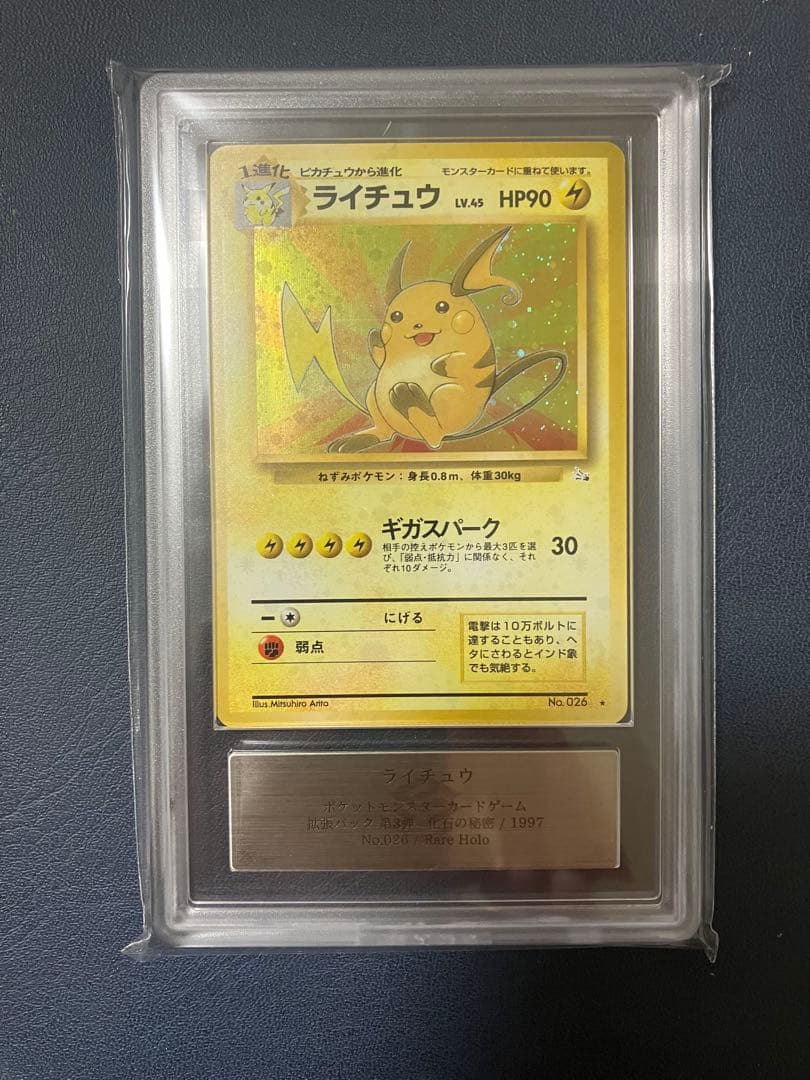 1進化 ピカチュウから進化 モンスターカードに重ねて使います。
ライチュウ LV.45 HP90
ねずみポケモン：身長0.8m、体重30kg
ギガスパーク 30
相手の控えポケモンから最大3匹を選
び、「弱点・抵抗力」に関係なく、それ
ぞれ10ダメージ。
にげる
弱点
電撃は10万ボルトに
達することもあり、ヘ
タにさわるとインド象
でも気絶する。
Illus.Mitsuhiro Arita No.026 ★
ライチュウ
ポケットモンスターカードゲーム
拡張パック 第3弾 化石の秘密 / 1997
No.026 / Rare Holo